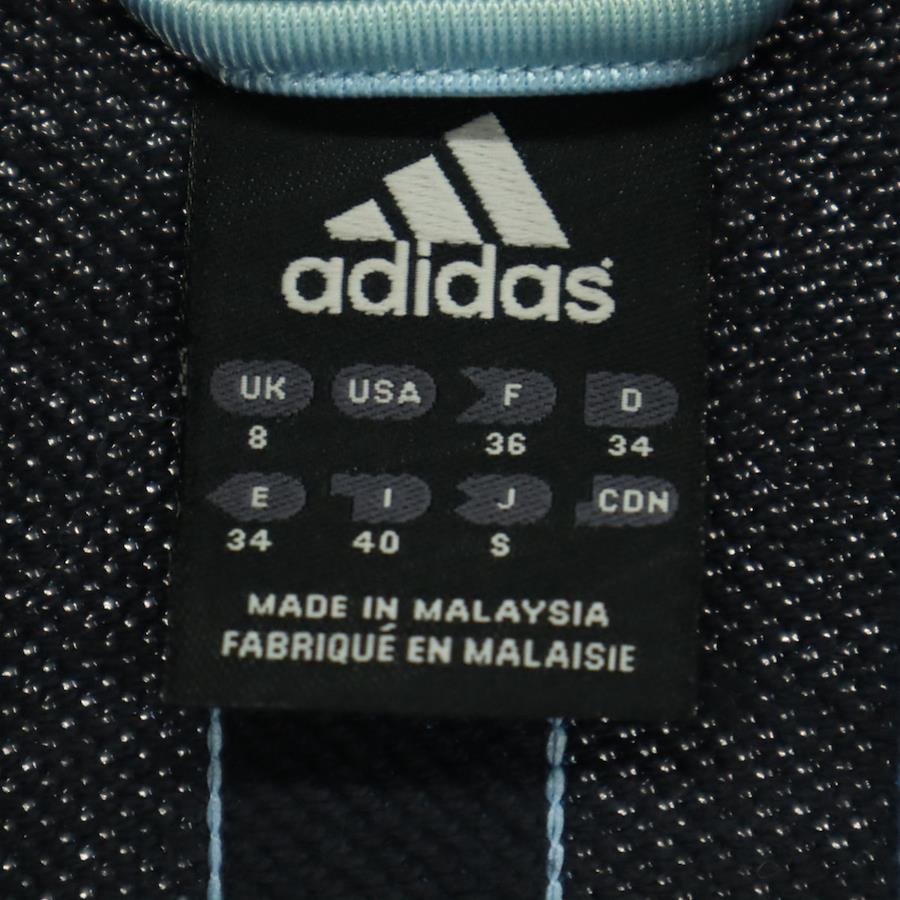 adidas
UK USA F D
8 36 34
E I J CDN
34 40 S
MADE IN MALAYSIA
FABRIQUÉ EN MALAISIE